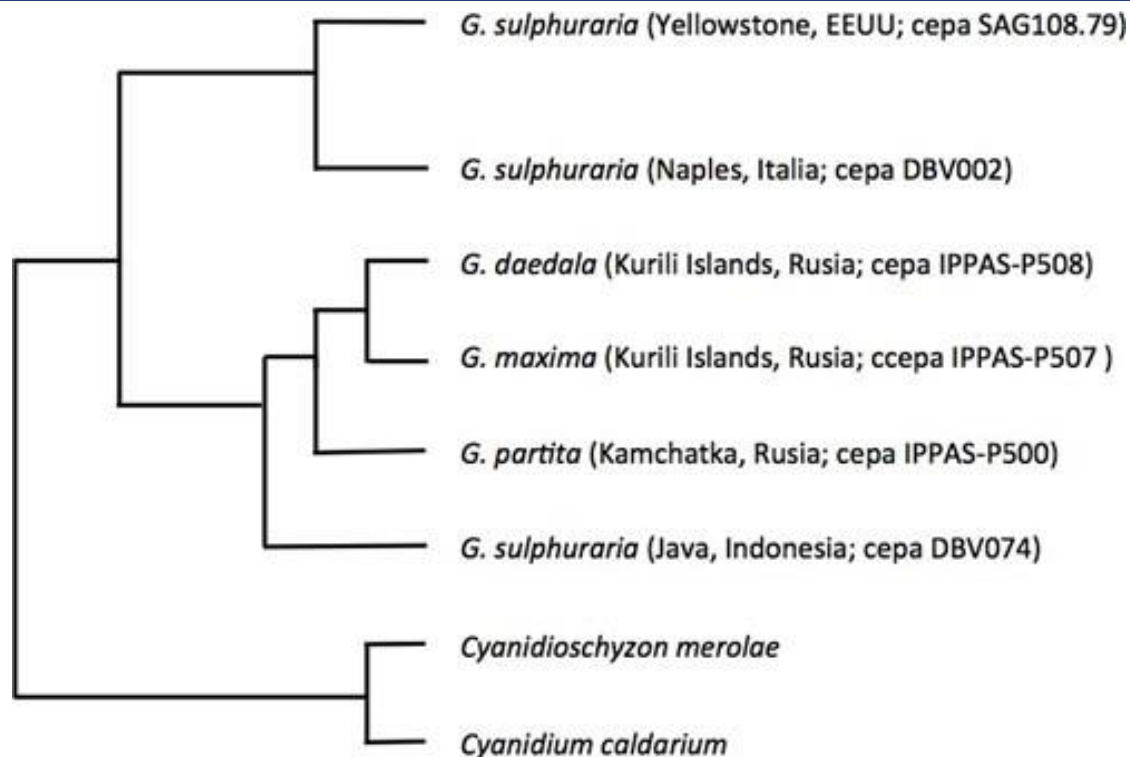 G. sulphuraria (Yellowstone, EEUU; cepa SAG108.79)
G. sulphuraria (Naples, Italia; cepa DBV002)
G. daedala (Kurili Islands, Rusia; cepa IPPAS-P508)
G. maxima (Kurili Islands, Rusia; ccepa IPPAS-P507 )
G. partita (Kamchatka, Rusia; cepa IPPAS-P500)
G. sulphuraria (Java, Indonesia; cepa DBV074)
Cyanidioschyzon merolae
Cyanidium caldarium